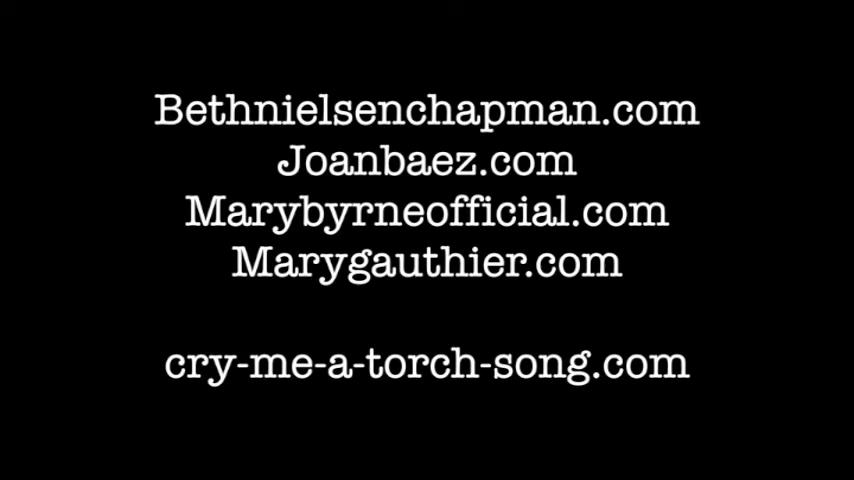 Bethnielsenchapman.com
Joanbaez.com
Marybyrneofficial.com
Marygauthier.com
cry-me-a-torch-song.com